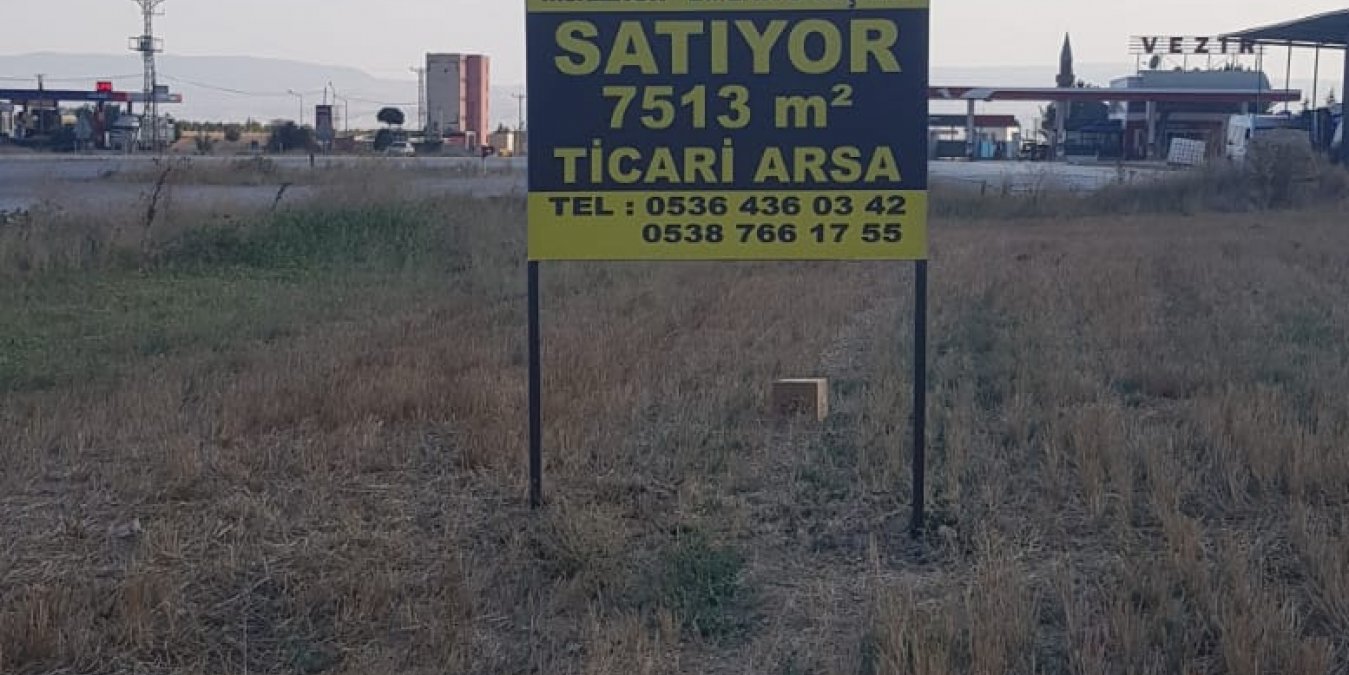 SATIYOR
7513 m²
TİCARİ ARSA
TEL : 0536 436 03 42
0538 766 17 55
VEZİR